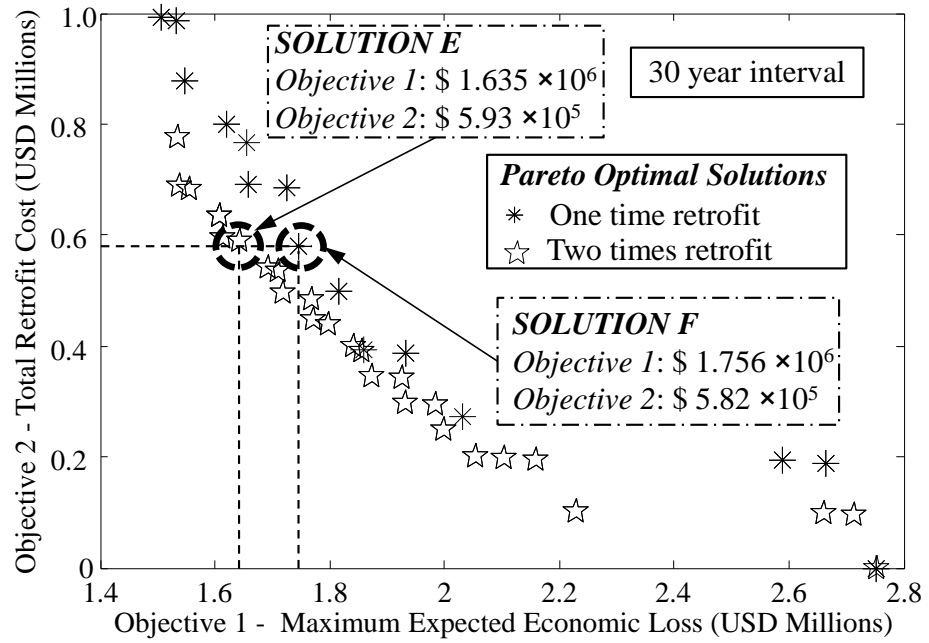 Objective 2 - Total Retrofit Cost (USD Millions)
1.0
0.8
0.6
0.4
0.2
0
SOLUTION E
Objective 1: $ 1.635 ×10⁶
Objective 2: $ 5.93 ×10⁵
30 year interval
Pareto Optimal Solutions
One time retrofit
Two times retrofit
SOLUTION F
Objective 1: $ 1.756 ×10⁶
Objective 2: $ 5.82 ×10⁵
1.4 1.6 1.8 2 2.2 2.4 2.6 2.8
Objective 1 - Maximum Expected Economic Loss (USD Millions)